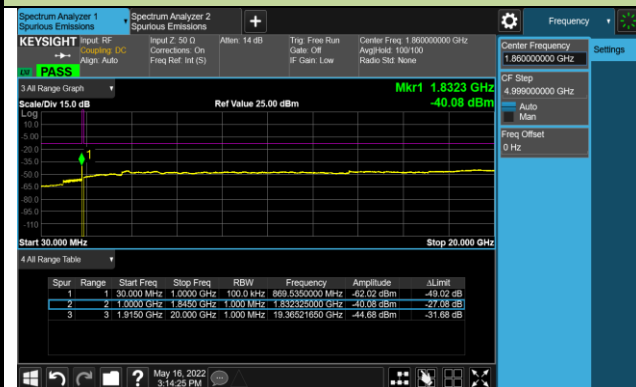 Spectrum Analyzer 1
Spurious Emissions
Spectrum Analyzer 2
Spurious Emissions
+
Frequency
KEYSIGHT
Input: RF
Coupling: DC
Align: Auto
Input Z: 50 Ω
Corrections: On
Freq Ref: Int (S)
Atten: 14 dB
Trig: Free Run
Gate: Off
IF Gain: Low
Center Freq: 1.860000000 GHz
Avg|Hold: 100/100
Radio Std: None
PASS
Center Frequency
1.860000000 GHz
Settings
CF Step
4.999000000 GHz
Auto
Man
Freq Offset
0 Hz
3 All Range Graph
Mkr1 1.8323 GHz
Scale/Div 15.0 dB
Ref Value 25.00 dBm
-40.08 dBm
Log
10.0
-5.00
-20.0
-35.0
-50.0
-65.0
-80.0
-95.0
-110
1
Start 30.000 MHz
Stop 20.000 GHz
4 All Range Table
Spur Range Start Freq Stop Freq RBW Frequency Amplitude ΔLimit
1 1 30.000 MHz 1.0000 GHz 100.0 kHz 869.5350000 MHz -62.02 dBm -49.02 dB
2 2 1.0000 GHz 1.8450 GHz 1.000 MHz 1.832325000 GHz -40.08 dBm -27.08 dB
3 3 1.9150 GHz 20.000 GHz 1.000 MHz 19.36521650 GHz -44.68 dBm -31.68 dB
?
May 16, 2022
3:14:25 PM